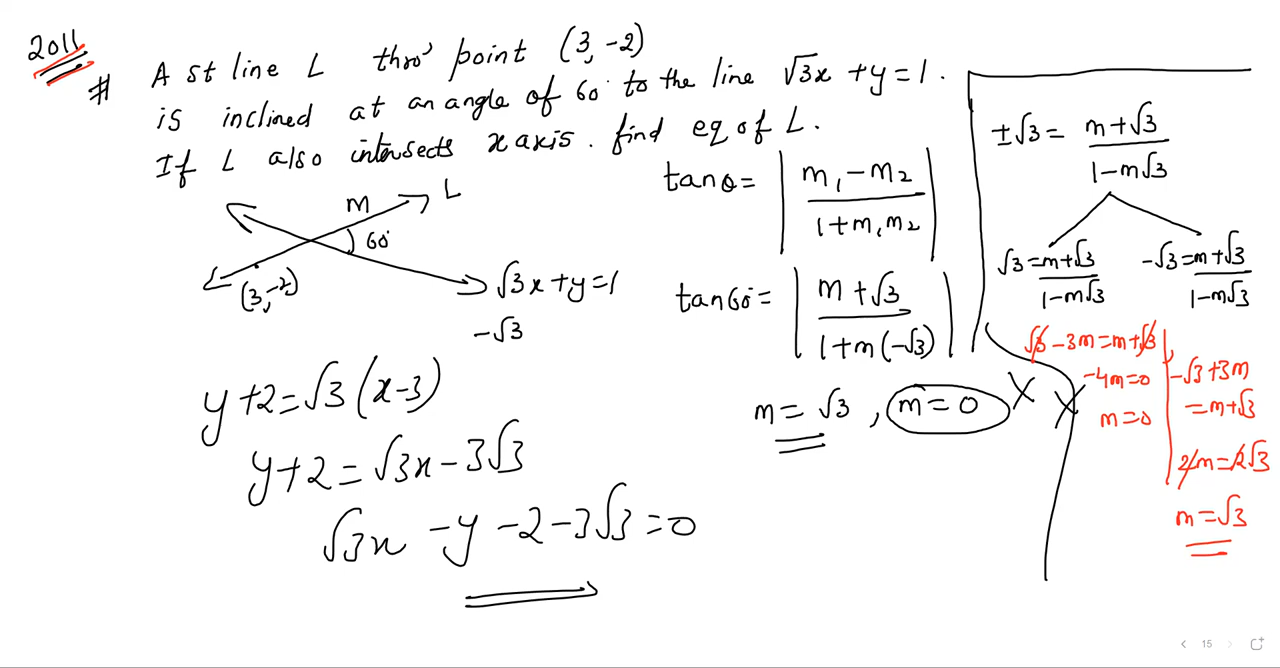 2011
# A st line L thro' point (3, -2)
is inclined at an angle of 60° to the line √3x + y = 1.
If L also intersects x axis. find eq of L.
m L
60°
(3, -2)
√3x + y = 1
-√3
tanθ = | m₁ - m₂ / 1 + m₁m₂ |
tan60° = | m + √3 / 1 + m(-√3) |
m = √3 , m = 0 X X
y + 2 = √3 (x - 3)
y + 2 = √3x - 3√3
√3x - y - 2 - 3√3 = 0
±√3 = m + √3 / 1 - m√3
√3 = m + √3 / 1 - m√3
-√3 = m + √3 / 1 - m√3
√3 - 3m = m + √3,
-4m = 0
m = 0
-√3 + 3m
= m + √3
2m = 2√3
m = √3
15